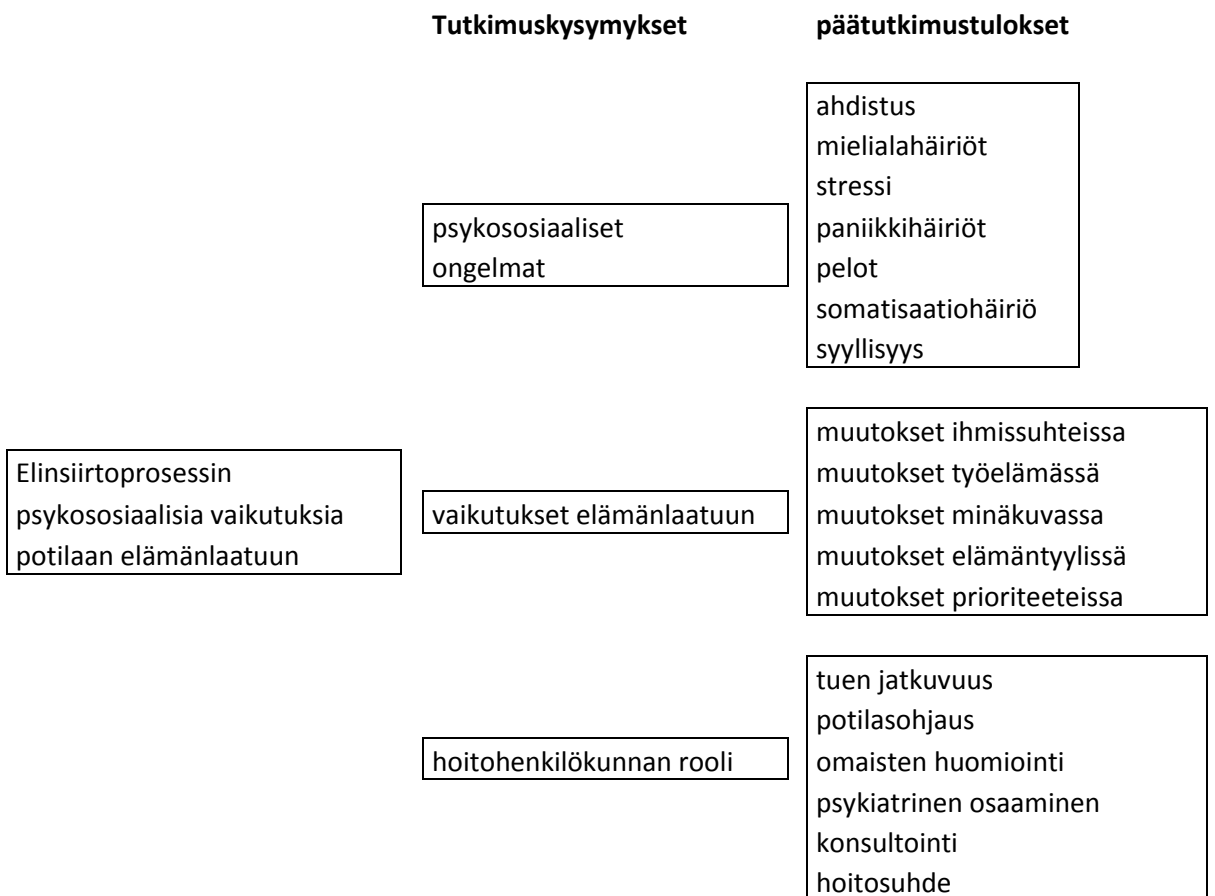 Tutkimuskysymykset
päätutkimustulokset
Elinsiirtoprosessin
psykososiaalisia vaikutuksia
potilaan elämänlaatuun
psykososiaaliset
ongelmat
ahdistus
mielialahäiriöt
stressi
paniikkihäiriöt
pelot
somatisaatiohäiriö
syyllisyys
vaikutukset elämänlaatuun
muutokset ihmissuhteissa
muutokset työelämässä
muutokset minäkuvassa
muutokset elämäntyylissä
muutokset prioriteeteissa
hoitohenkilökunnan rooli
tuen jatkuvuus
potilasohjaus
omaisten huomiointi
psykiatrinen osaaminen
konsultointi
hoitosuhde